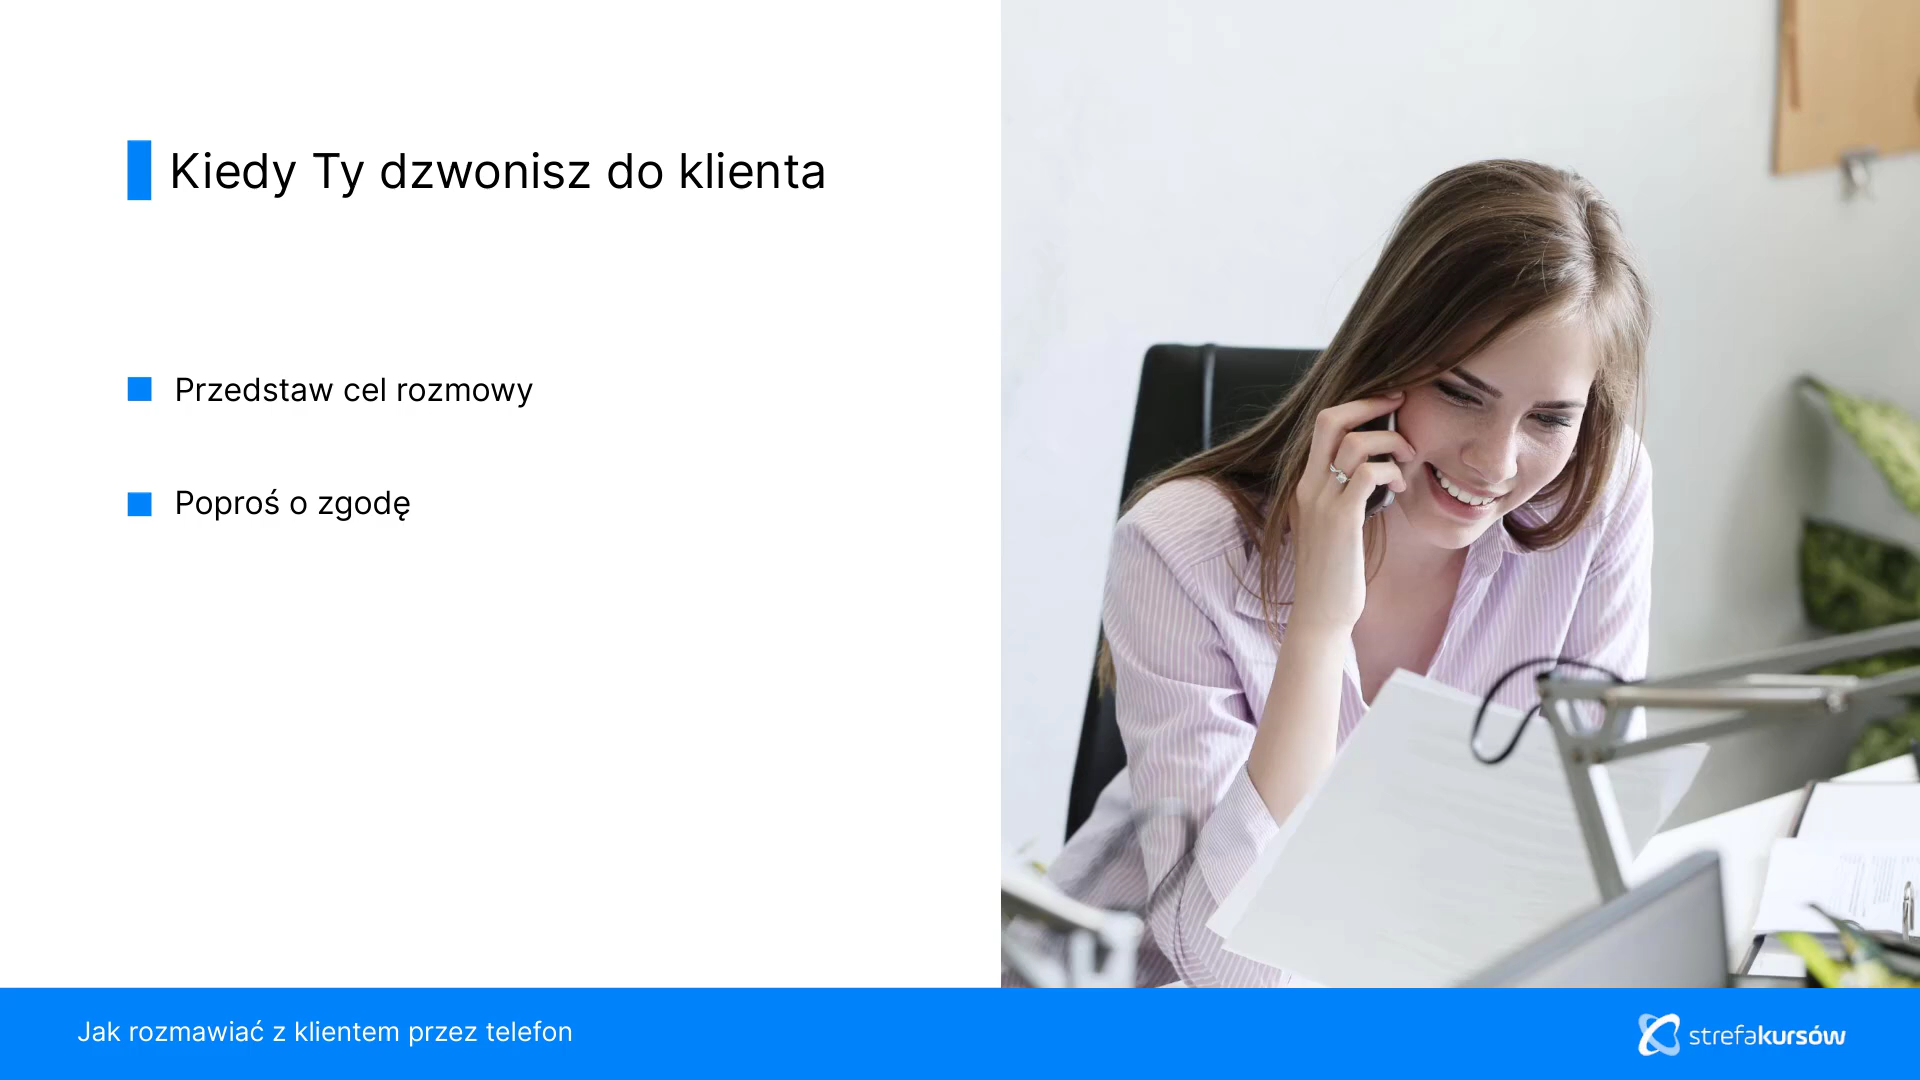 Kiedy Ty dzwonisz do klienta
Przedstaw cel rozmowy
Poproś o zgodę
Jak rozmawiać z klientem przez telefon
strefakursów